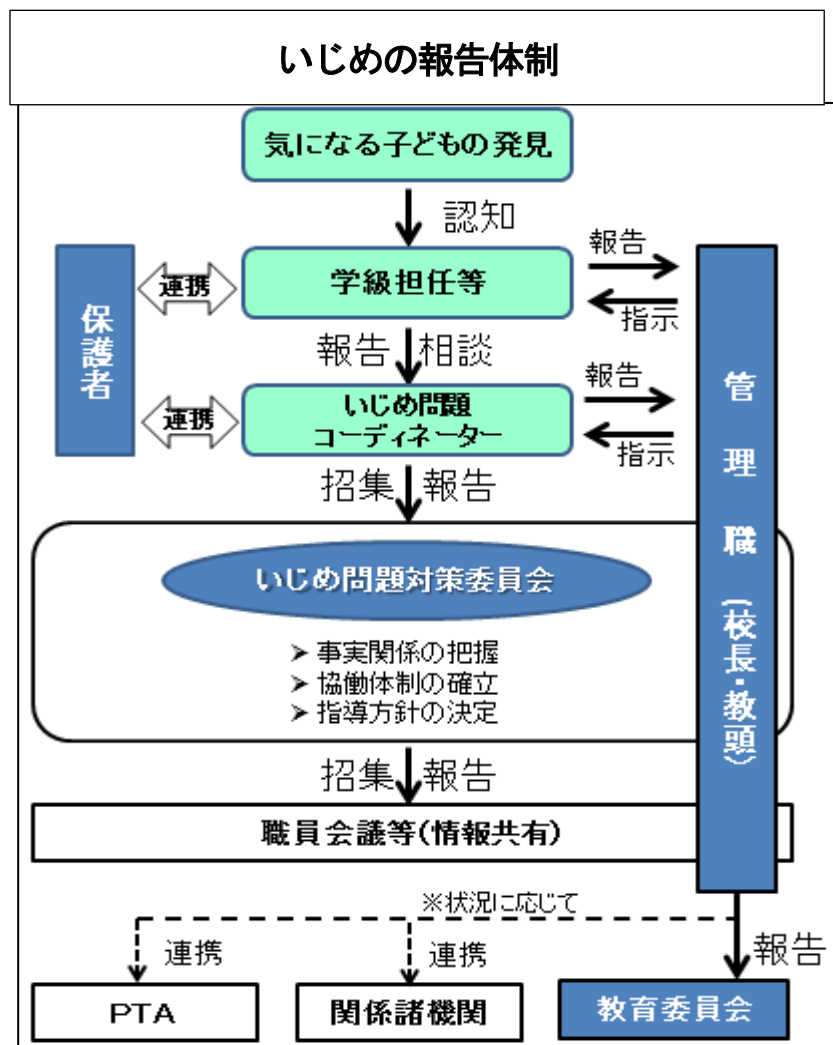 いじめの報告体制
気になる子どもの発見
認知
学級担任等
連携
保護者
報告
指示
報告 相談
いじめ問題
コーディネーター
連携
報告
指示
管理職(校長・教頭)
招集 報告
いじめ問題対策委員会
➢ 事実関係の把握
➢ 協働体制の確立
➢ 指導方針の決定
招集 報告
職員会議等(情報共有)
※状況に応じて
連携
連携
報告
PTA
関係諸機関
教育委員会